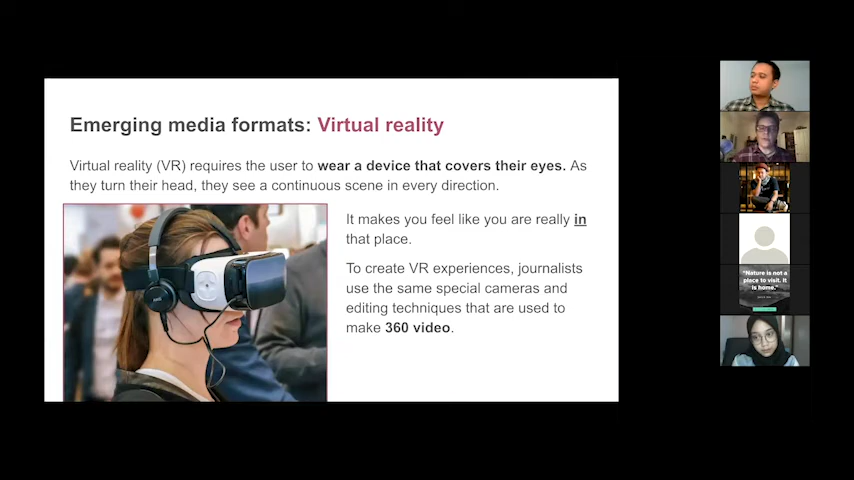 Emerging media formats: Virtual reality
Virtual reality (VR) requires the user to wear a device that covers their eyes. As
they turn their head, they see a continuous scene in every direction.
It makes you feel like you are really in
that place.
To create VR experiences, journalists
use the same special cameras and
editing techniques that are used to
make 360 video.
"Nature is not a
place to visit. It
is home."